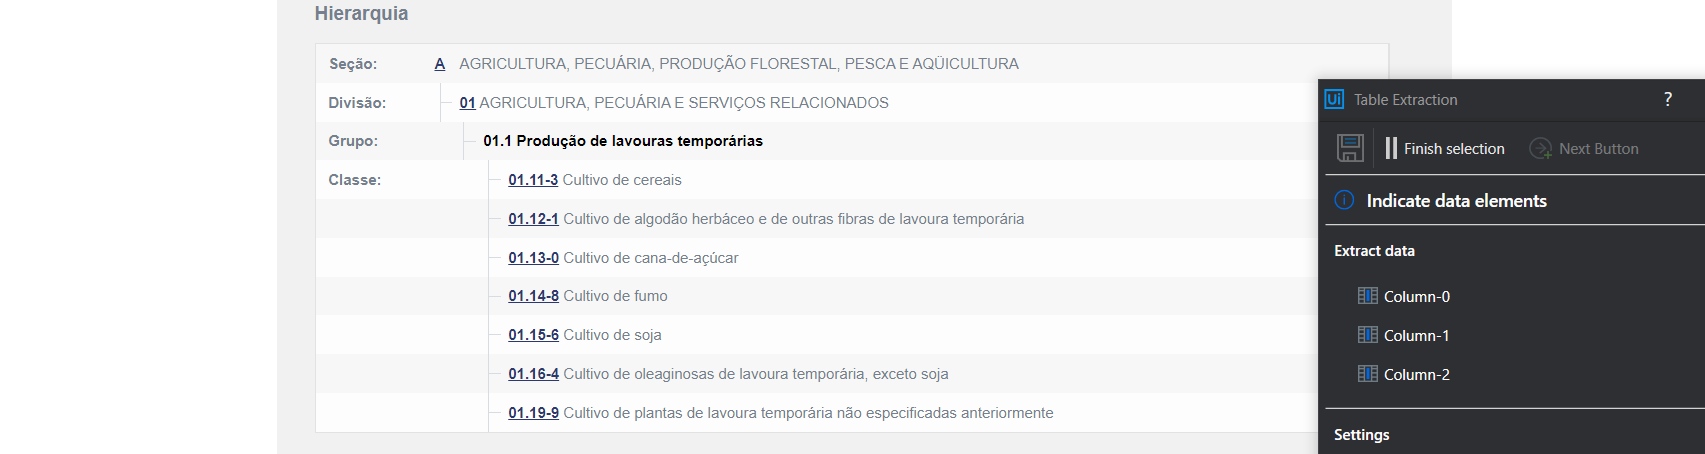 Hierarquia
Seção: A AGRICULTURA, PECUÁRIA, PRODUÇÃO FLORESTAL, PESCA E AQÜICULTURA
Divisão: 01 AGRICULTURA, PECUÁRIA E SERVIÇOS RELACIONADOS
Grupo: 01.1 Produção de lavouras temporárias
Classe: 01.11-3 Cultivo de cereais
01.12-1 Cultivo de algodão herbáceo e de outras fibras de lavoura temporária
01.13-0 Cultivo de cana-de-açúcar
01.14-8 Cultivo de fumo
01.15-6 Cultivo de soja
01.16-4 Cultivo de oleaginosas de lavoura temporária, exceto soja
01.19-9 Cultivo de plantas de lavoura temporária não especificadas anteriormente
Ui Table Extraction ?
Finish selection Next Button
Indicate data elements
Extract data
Column-0
Column-1
Column-2
Settings